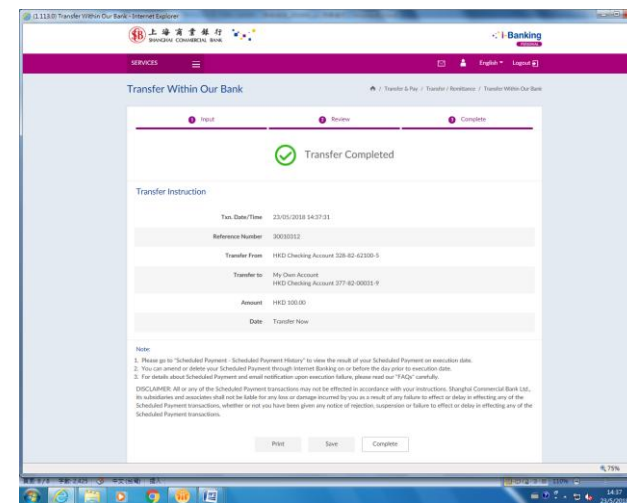 (1.113.0) Transfer Within Our Bank - Internet Explorer
上海商業銀行
SHANGHAI COMMERCIAL BANK
i-Banking
PERSONAL
SERVICES
English
Logout
Transfer Within Our Bank
/ Transfer & Pay / Transfer / Remittance / Transfer Within Our Bank
1 Input
2 Review
3 Complete
Transfer Completed
Transfer Instruction
Txn. Date/Time 23/05/2018 14:37:31
Reference Number 30010312
Transfer From HKD Checking Account 328-82-62100-5
Transfer to My Own Account
HKD Checking Account 377-82-00031-9
Amount HKD 100.00
Date Transfer Now
Note:
1. Please go to "Scheduled Payment - Scheduled Payment History" to view the result of your Scheduled Payment on execution date.
2. You can amend or delete your Scheduled Payment through Internet Banking on or before the day prior to execution date.
3. For details about Scheduled Payment and email notification upon execution failure, please read our "FAQs" carefully.
DISCLAIMER: All or any of the Scheduled Payment transactions may not be effected in accordance with your instructions. Shanghai Commercial Bank Ltd.,
its subsidiaries and associates shall not be liable for any loss or damage incurred by you as a result of any failure to effect or delay in effecting any of the
Scheduled Payment transactions, whether or not you have been given any notice of rejection, suspension or failure to effect or delay in effecting any of the
Scheduled Payment transactions.
Print
Save
Complete
75%
2,425
110%
14:37
23/5/2018